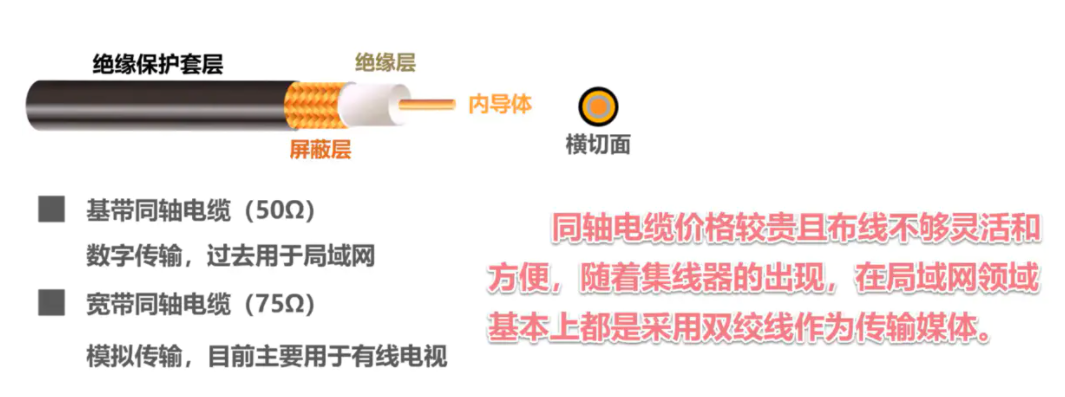 绝缘保护套层
绝缘层
内导体
屏蔽层
横切面
基带同轴电缆（50Ω）
数字传输，过去用于局域网
宽带同轴电缆（75Ω）
模拟传输，目前主要用于有线电视
同轴电缆价格较贵且布线不够灵活和
方便，随着集线器的出现，在局域网领域
基本上都是采用双绞线作为传输媒体。